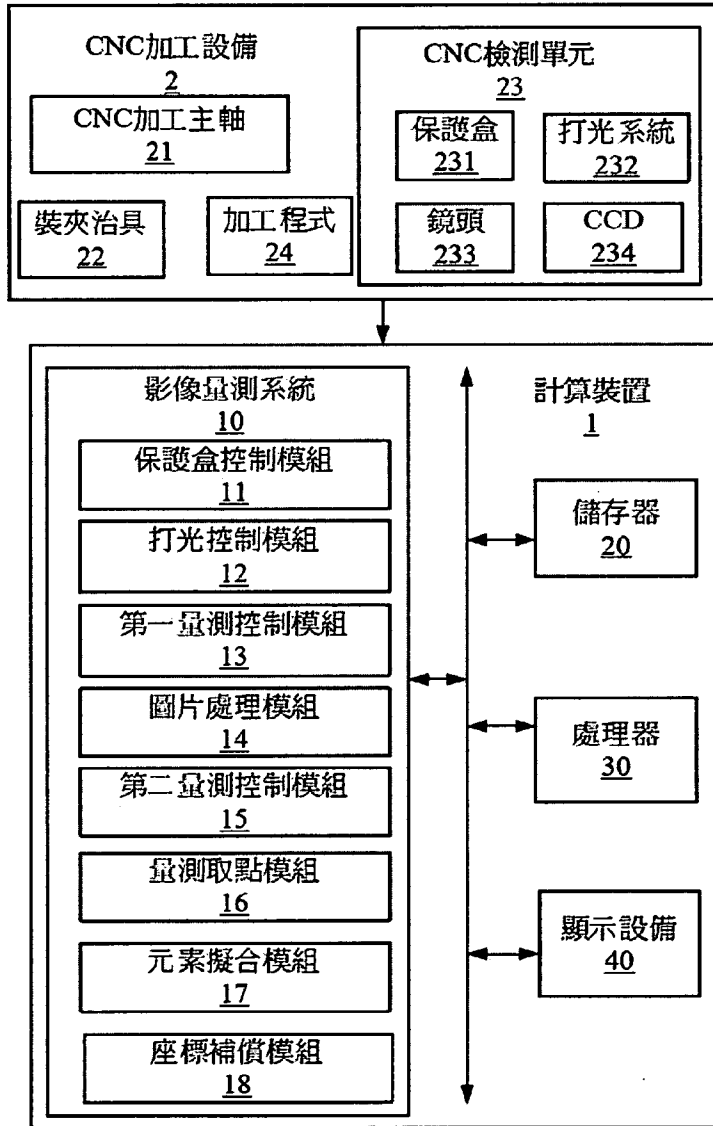 CNC加工設備
2
CNC加工主軸
21
裝夾治具
22
加工程式
24
CNC檢測單元
23
保護盒
231
打光系統
232
鏡頭
233
CCD
234
影像量測系統
10
保護盒控制模組
11
打光控制模組
12
第一量測控制模組
13
圖片處理模組
14
第二量測控制模組
15
量測取點模組
16
元素擬合模組
17
座標補償模組
18
計算裝置
1
儲存器
20
處理器
30
顯示設備
40